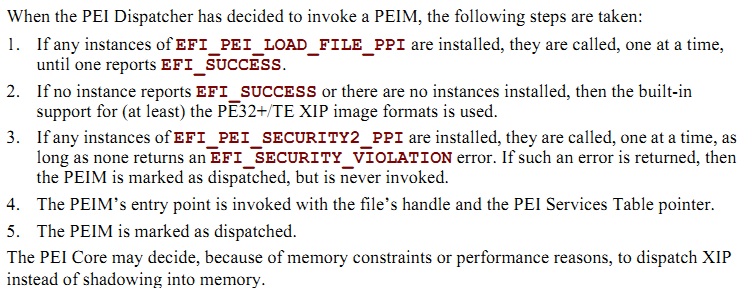 When the PEI Dispatcher has decided to invoke a PEIM, the following steps are taken:
1. If any instances of EFI_PEI_LOAD_FILE_PPI are installed, they are called, one at a time,
until one reports EFI_SUCCESS.
2. If no instance reports EFI_SUCCESS or there are no instances installed, then the built-in
support for (at least) the PE32+/TE XIP image formats is used.
3. If any instances of EFI_PEI_SECURITY2_PPI are installed, they are called, one at a time, as
long as none returns an EFI_SECURITY_VIOLATION error. If such an error is returned, then
the PEIM is marked as dispatched, but is never invoked.
4. The PEIM’s entry point is invoked with the file’s handle and the PEI Services Table pointer.
5. The PEIM is marked as dispatched.
The PEI Core may decide, because of memory constraints or performance reasons, to dispatch XIP
instead of shadowing into memory.